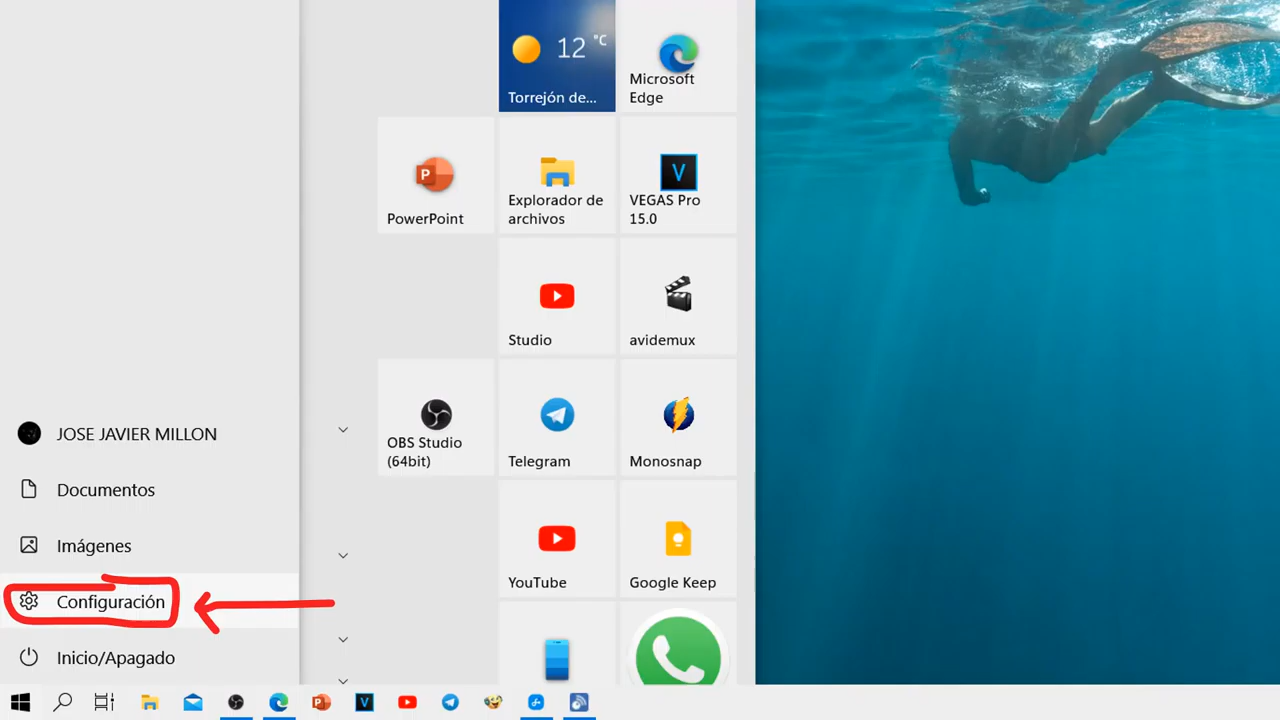 12 °C
Torrejón de...
Microsoft
Edge
PowerPoint
Explorador de
archivos
VEGAS Pro
15.0
Studio
avidemux
OBS Studio
(64bit)
Telegram
Monosnap
YouTube
Google Keep
JOSE JAVIER MILLON
Documentos
Imágenes
Configuración
Inicio/Apagado